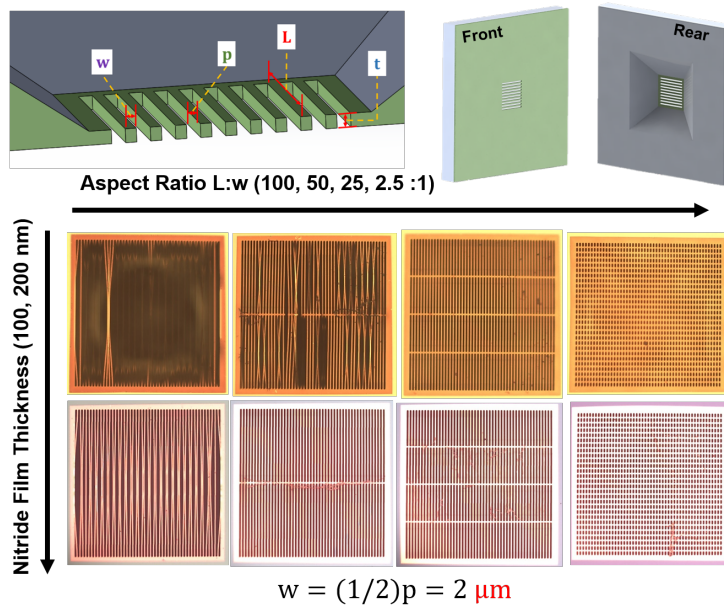 w
p
L
t
Front
Rear
Aspect Ratio L:w (100, 50, 25, 2.5 :1)
Nitride Film Thickness (100, 200 nm)
w = (1/2)p = 2 μm